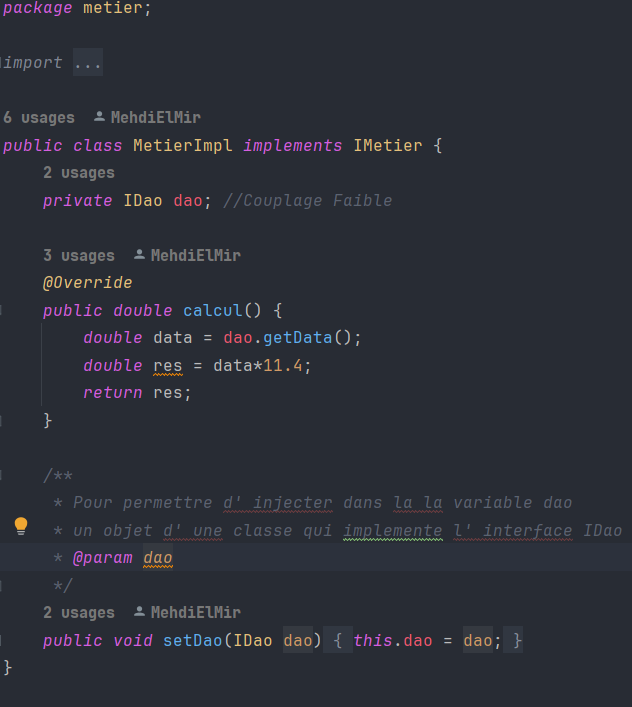 package metier;
import ...
6 usages MehdiElMir
public class MetierImpl implements IMetier {
2 usages
private IDao dao; //Couplage Faible
3 usages MehdiElMir
@Override
public double calcul() {
double data = dao.getData();
double res = data*11.4;
return res;
}
/**
* Pour permettre d' injecter dans la la variable dao
* un objet d' une classe qui implemente l' interface IDao
* @param dao
*/
2 usages MehdiElMir
public void setDao(IDao dao) { this.dao = dao; }
}